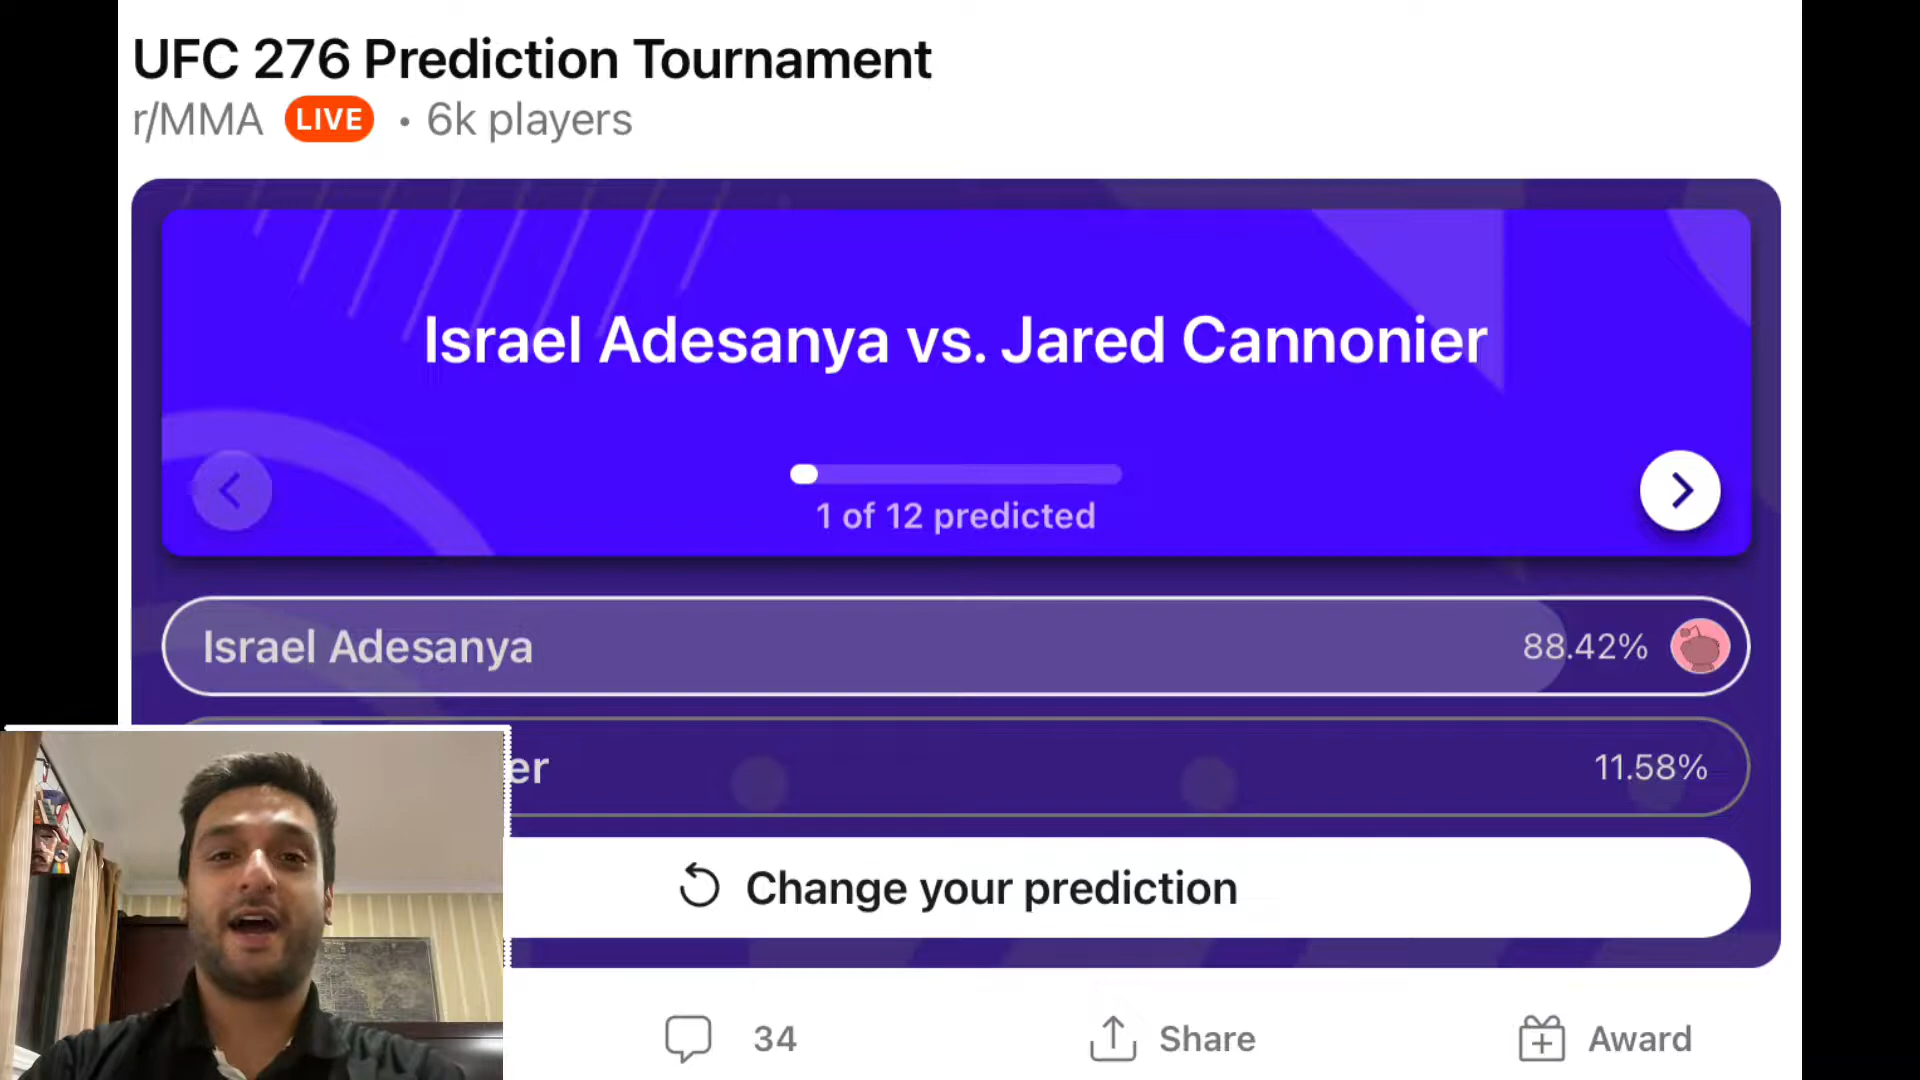 UFC 276 Prediction Tournament
r/MMA LIVE • 6k players
Israel Adesanya vs. Jared Cannonier
1 of 12 predicted
Israel Adesanya 88.42%
er 11.58%
Change your prediction
34 Share Award